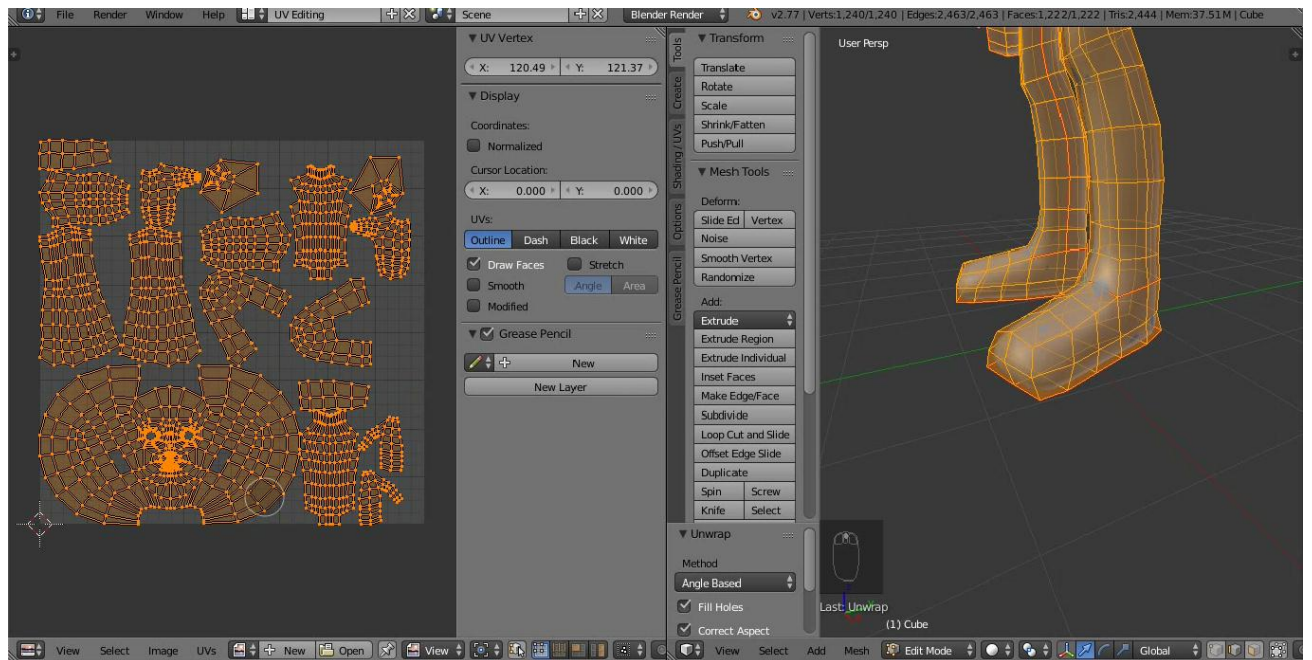 File Render Window Help UV Editing Scene Blender Render v2.77 | Verts:1,240/1,240 | Edges:2,463/2,463 | Faces:1,222/1,222 | Tris:2,444 | Mem:37.51M | Cube
UV Vertex
X: 120.49 Y: 121.37
Display
Coordinates:
Normalized
Cursor Location:
X: 0.000 Y: 0.000
UVs:
Outline Dash Black White
Draw Faces Stretch
Smooth Angle Area
Modified
Grease Pencil
New
New Layer
Tools
Create
Shading / UVs
Options
Grease Pencil
Transform
Translate
Rotate
Scale
Shrink/Fatten
Push/Pull
Mesh Tools
Deform:
Slide Ed Vertex
Noise
Smooth Vertex
Randomize
Add:
Extrude
Extrude Region
Extrude Individual
Inset Faces
Make Edge/Face
Subdivide
Loop Cut and Slide
Offset Edge Slide
Duplicate
Spin Screw
Knife Select
Unwrap
Method
Angle Based
Fill Holes
Correct Aspect
User Persp
Last: Unwrap
(1) Cube
View Select Image UVs New Open View
View Select Add Mesh Edit Mode Global